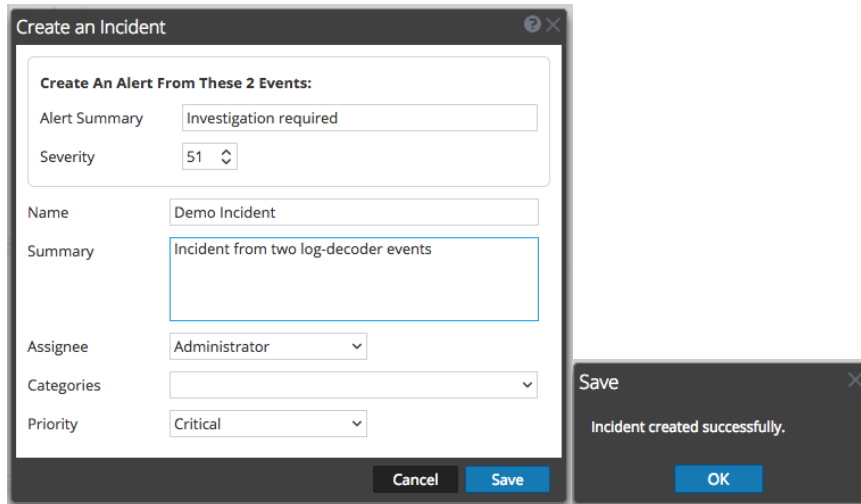 Create an Incident
Create An Alert From These 2 Events:
Alert Summary Investigation required
Severity 51
Name Demo Incident
Summary Incident from two log-decoder events
Assignee Administrator
Categories
Priority Critical
Cancel Save
Save
Incident created successfully.
OK